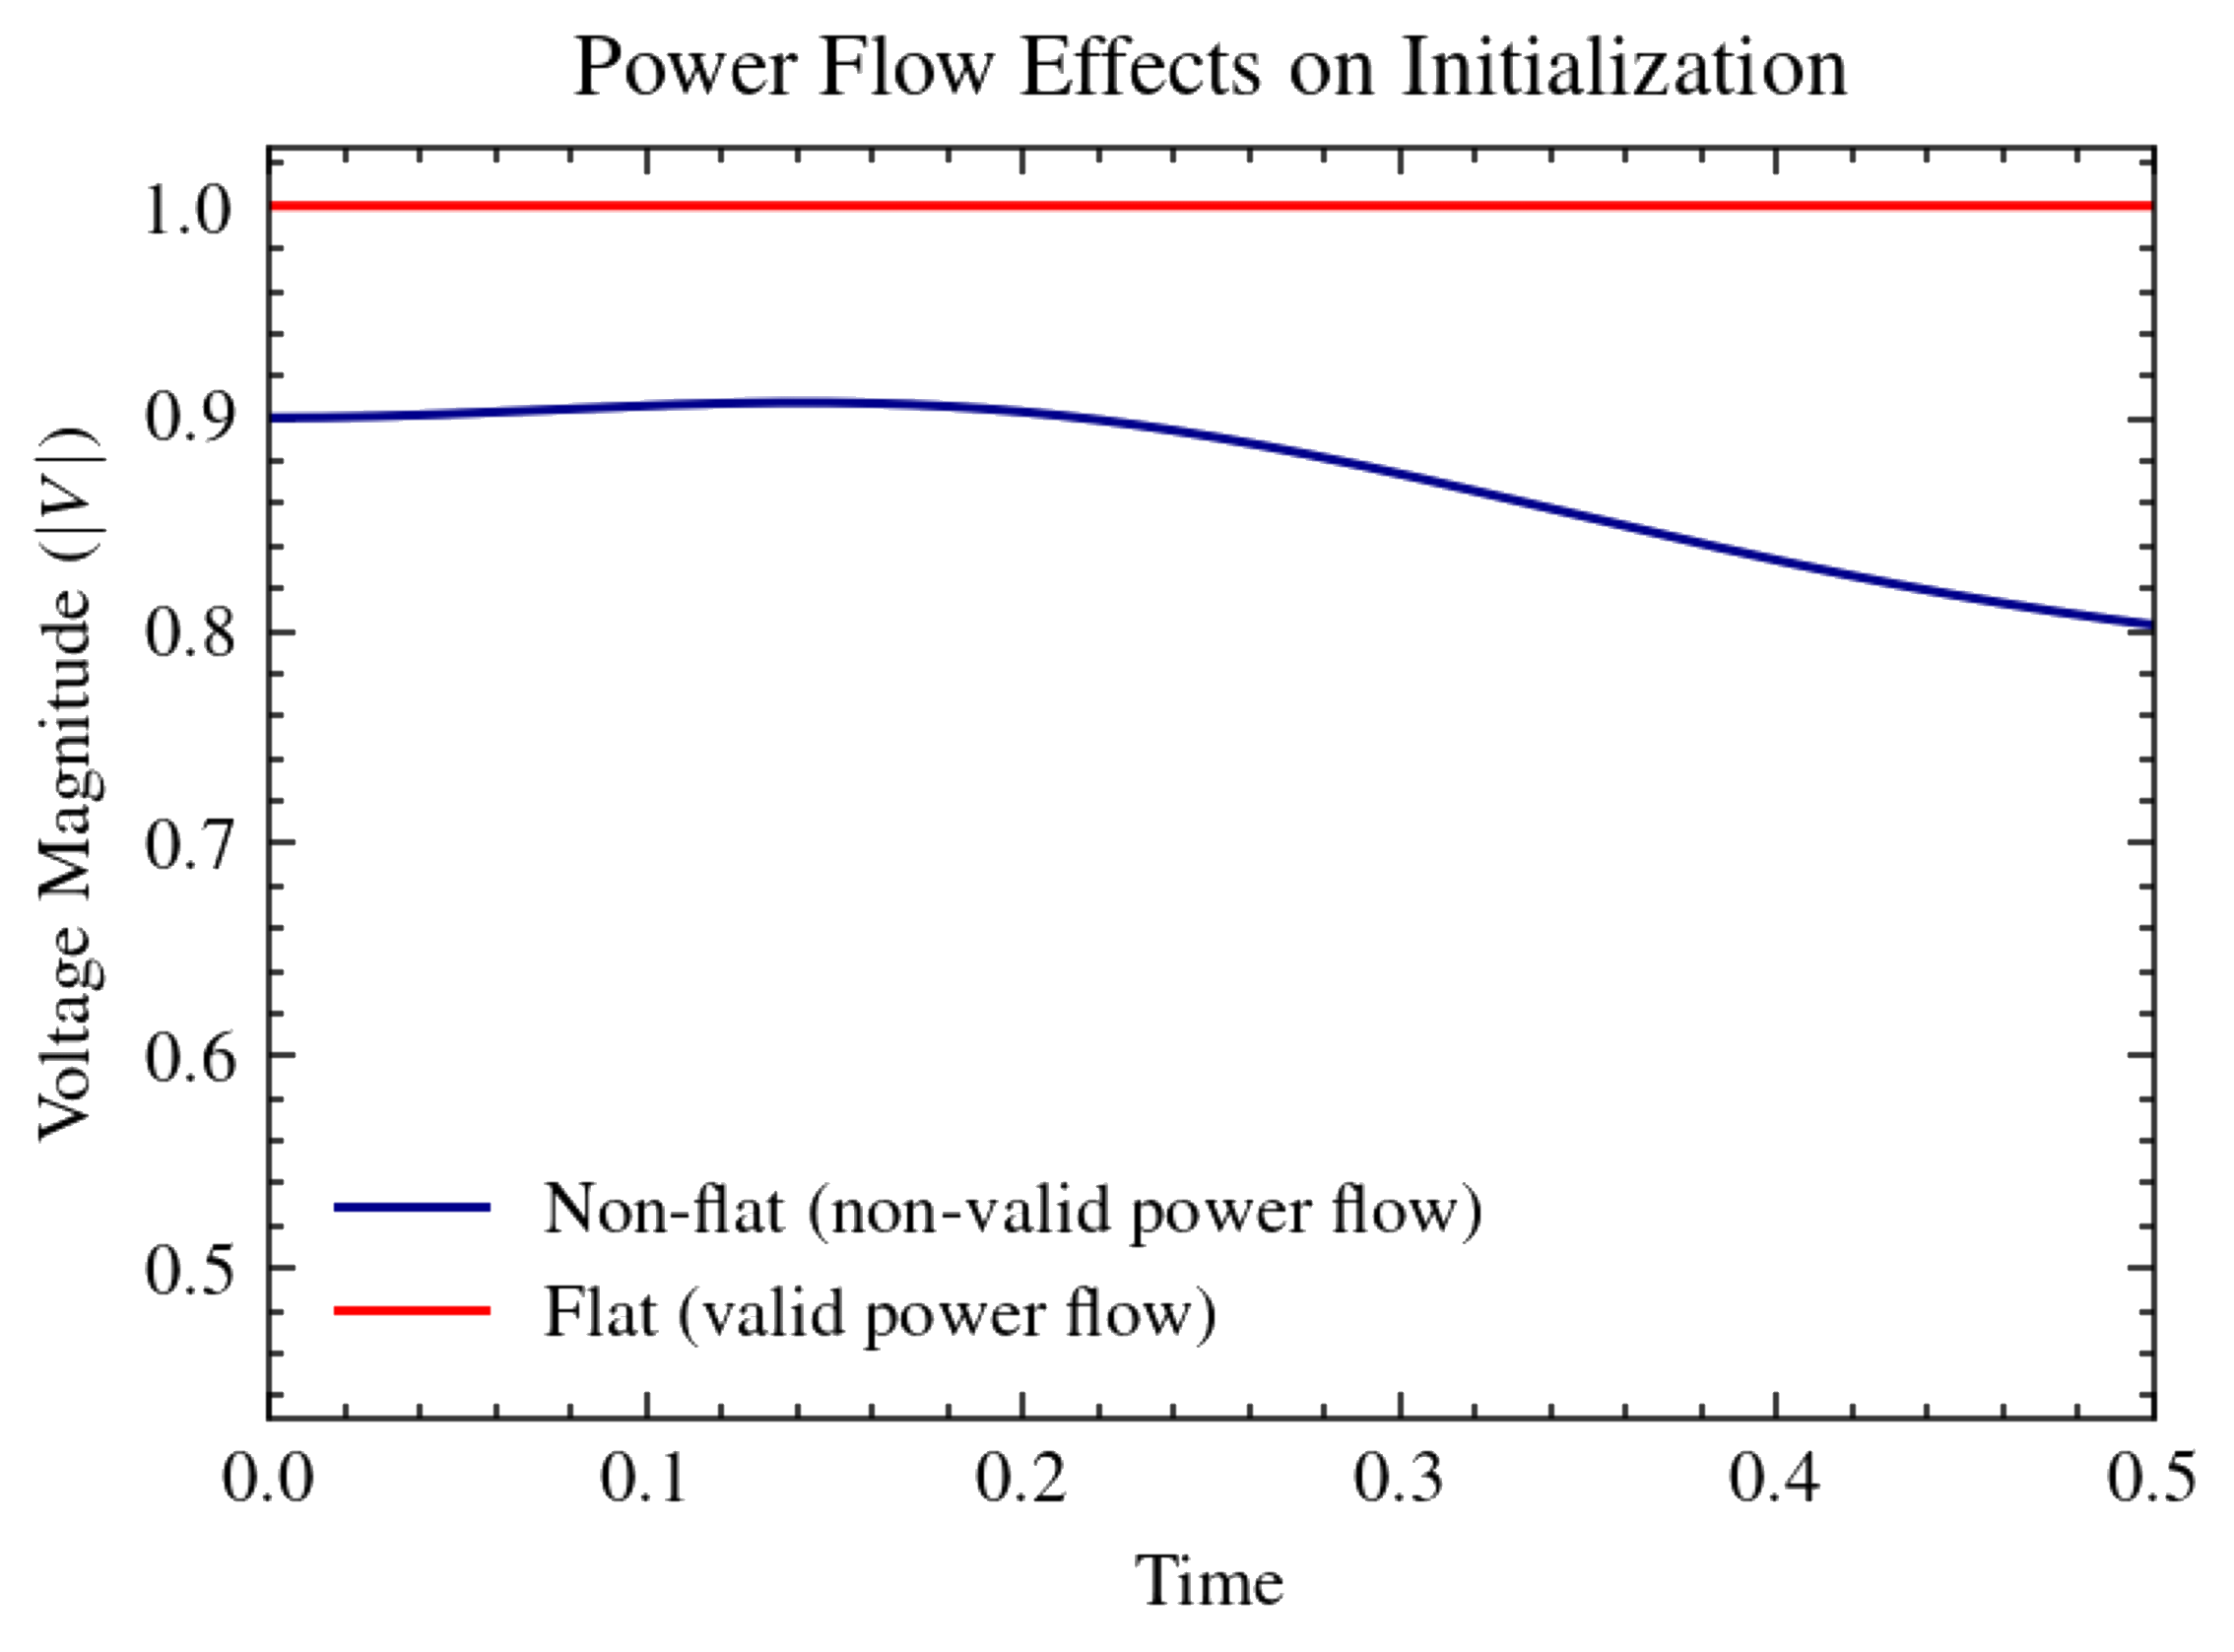 Power Flow Effects on Initialization
Voltage Magnitude (|V|)
1.0
0.9
0.8
0.7
0.6
0.5
Non-flat (non-valid power flow)
Flat (valid power flow)
0.0 0.1 0.2 0.3 0.4 0.5
Time